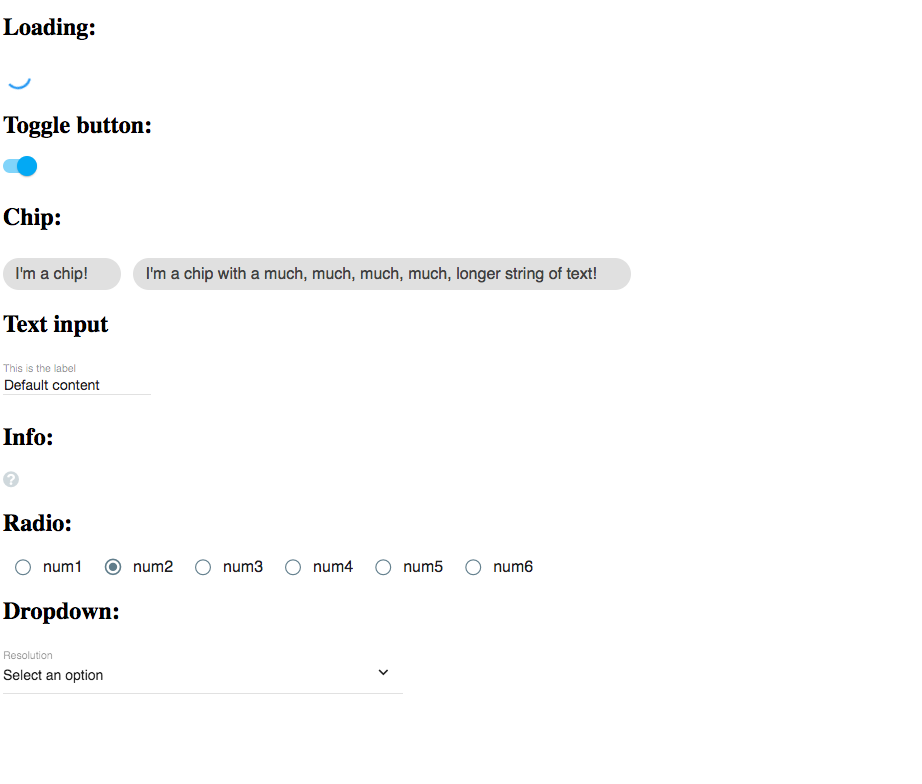 Loading:
Toggle button:
Chip:
I'm a chip! I'm a chip with a much, much, much, much, longer string of text!
Text input
This is the label
Default content
Info:
?
Radio:
num1 num2 num3 num4 num5 num6
Dropdown:
Resolution
Select an option